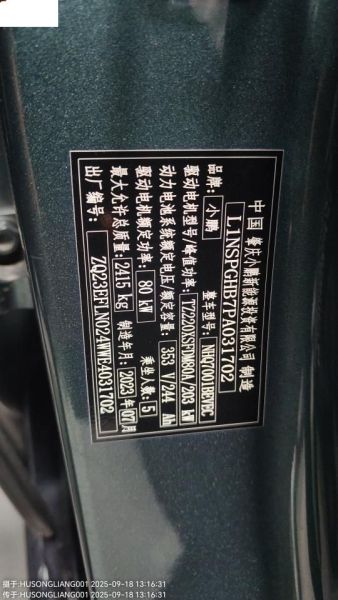 中国 肇庆小鹏新能源投资有限公司 制造
L1NSPGHB7PA031702
品牌：小鹏 整车型号：NHQ7001BEVDC
驱动电机型号/峰值功率：TZ220XSFDM60A/203 kW
动力电池系统额定电压/额定容量：353 V/244 Ah
驱动电机额定功率：80 kW 乘坐人数：5
最大允许总质量：2415 kg 制造年月：2023年07月
出厂编号：ZQ23EFLN024WWE4031702
摄于:HUSONGLIANG001 2025-09-18 13:16:31
传于:HUSONGLIANG001 2025-09-18 13:16:31